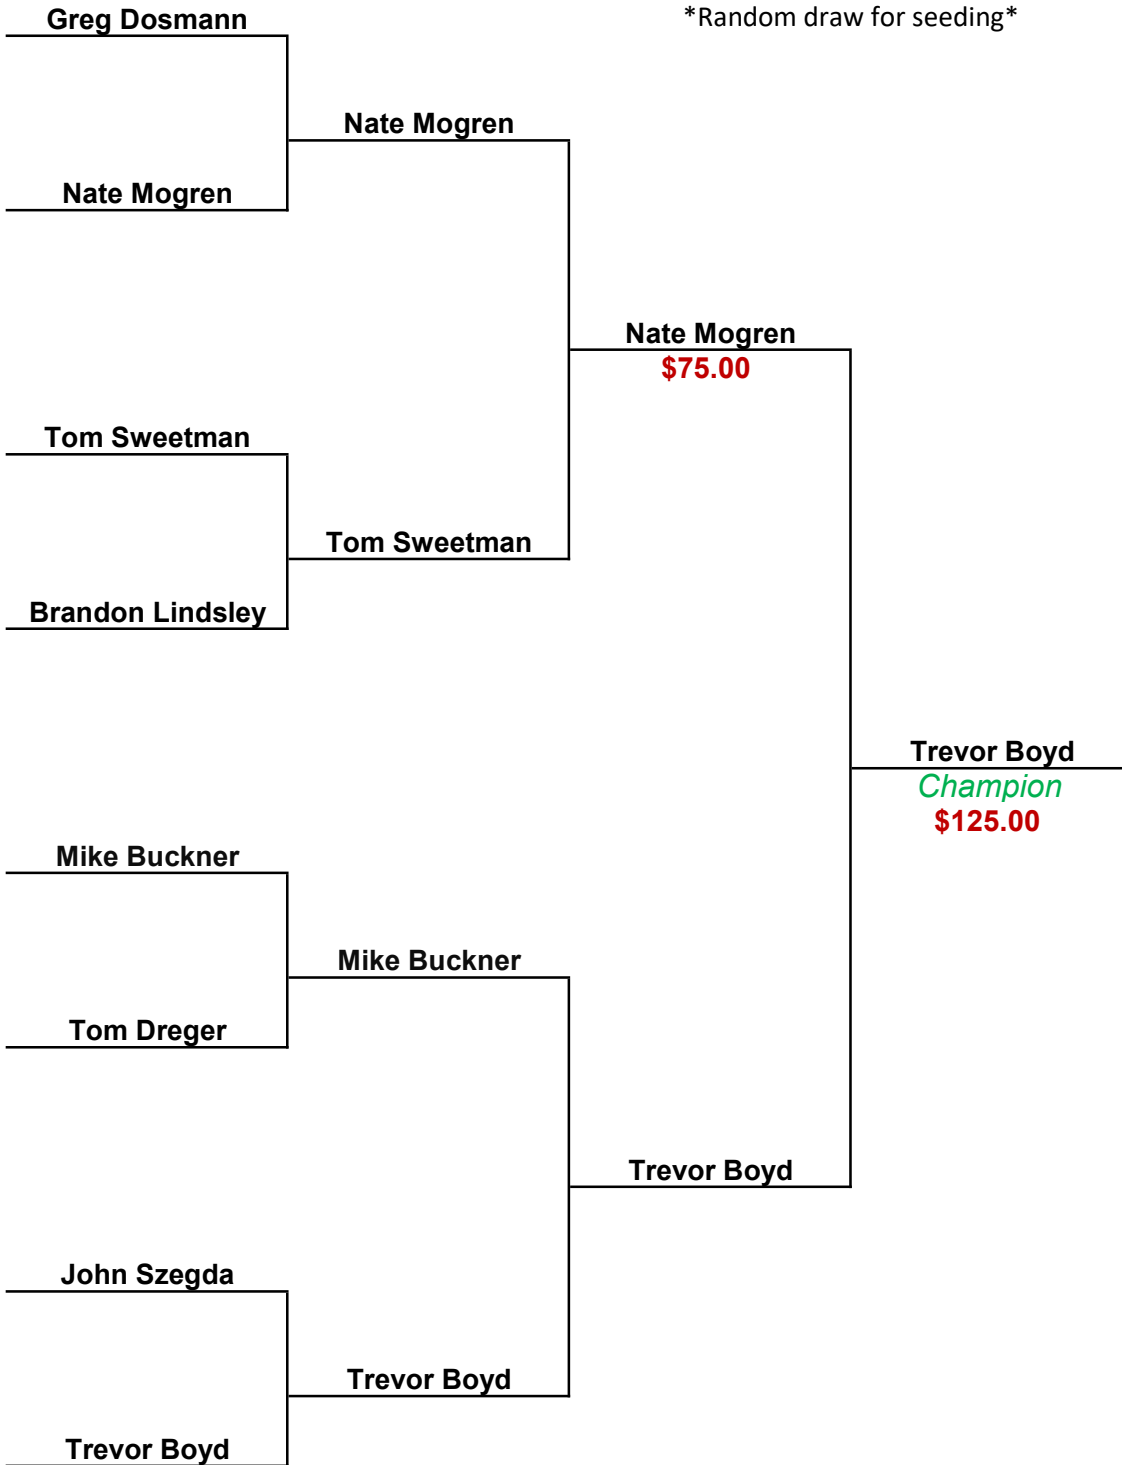 Greg Dosmann
*Random draw for seeding*
Nate Mogren
Nate Mogren
Nate Mogren
$75.00
Tom Sweetman
Tom Sweetman
Brandon Lindsley
Trevor Boyd
Champion
$125.00
Mike Buckner
Mike Buckner
Tom Dreger
Trevor Boyd
John Szegda
Trevor Boyd
Trevor Boyd